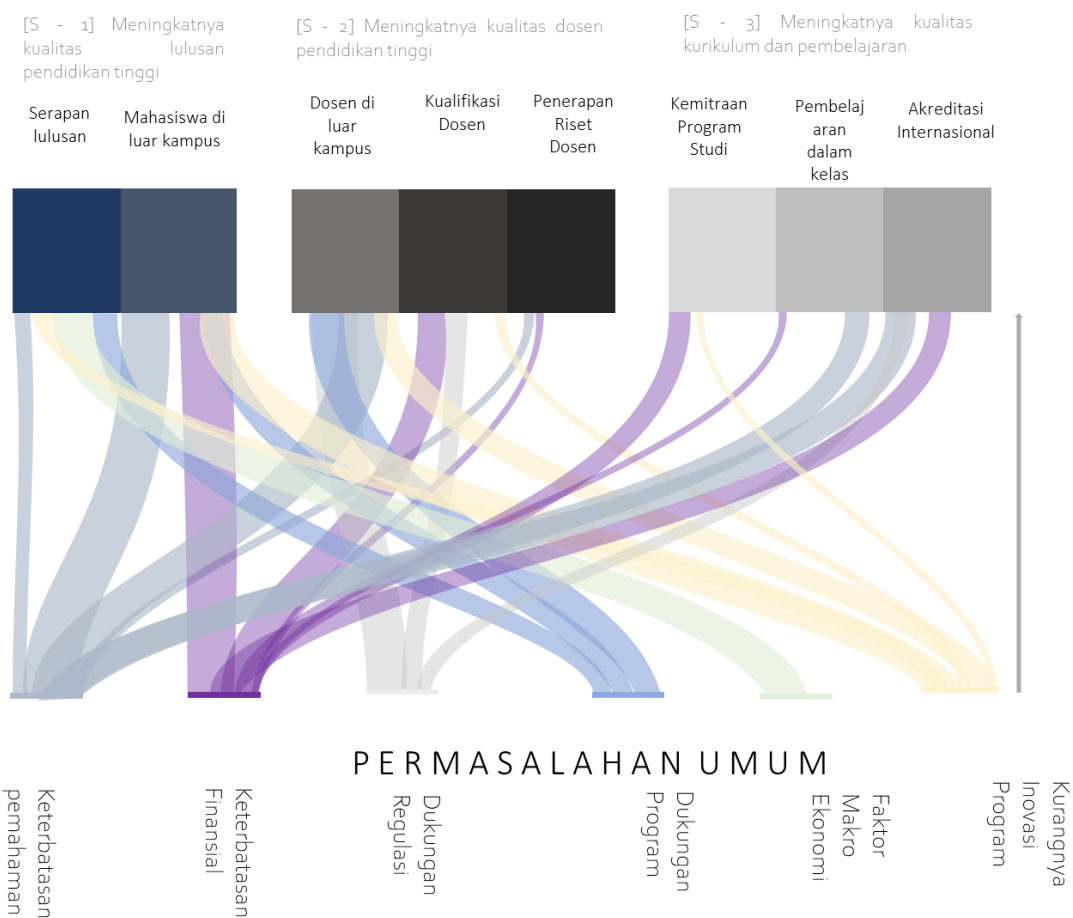 [S - 1] Meningkatnya
kualitas lulusan
pendidikan tinggi
[S - 2] Meningkatnya kualitas dosen
pendidikan tinggi
[S - 3] Meningkatnya kualitas
kurikulum dan pembelajaran
Serapan
lulusan
Mahasiswa di
luar kampus
Dosen di
luar
kampus
Kualifikasi
Dosen
Penerapan
Riset
Dosen
Kemitraan
Program
Studi
Pembelaj
aran
dalam
kelas
Akreditasi
Internasional
PERMASALAHAN UMUM
Keterbatasan
pemahaman
Keterbatasan
Finansial
Dukungan
Regulasi
Dukungan
Program
Faktor
Makro
Ekonomi
Kurangnya
Inovasi
Program